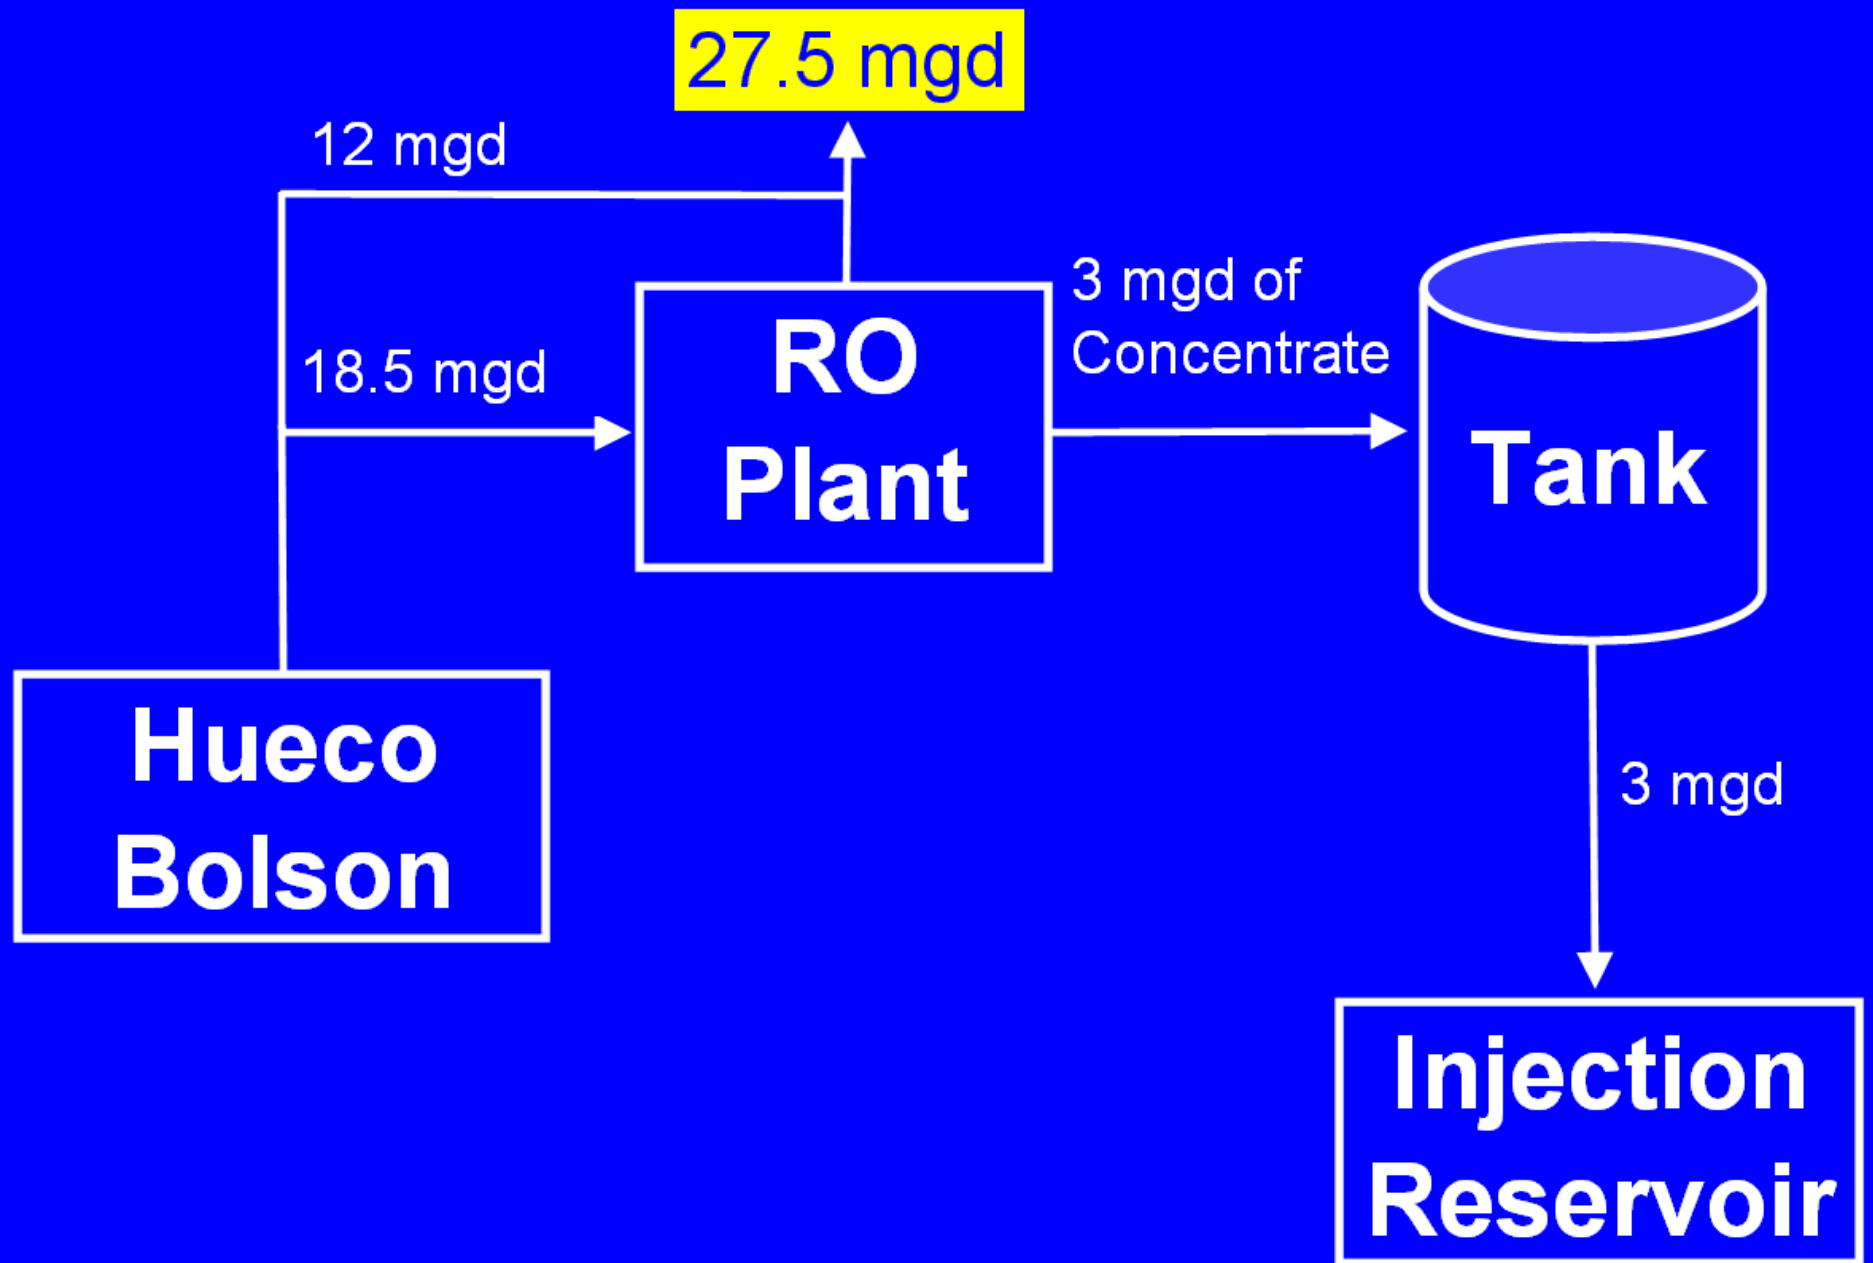 27.5 mgd
12 mgd
18.5 mgd
RO
Plant
3 mgd of
Concentrate
Tank
Hueco
Bolson
3 mgd
Injection
Reservoir